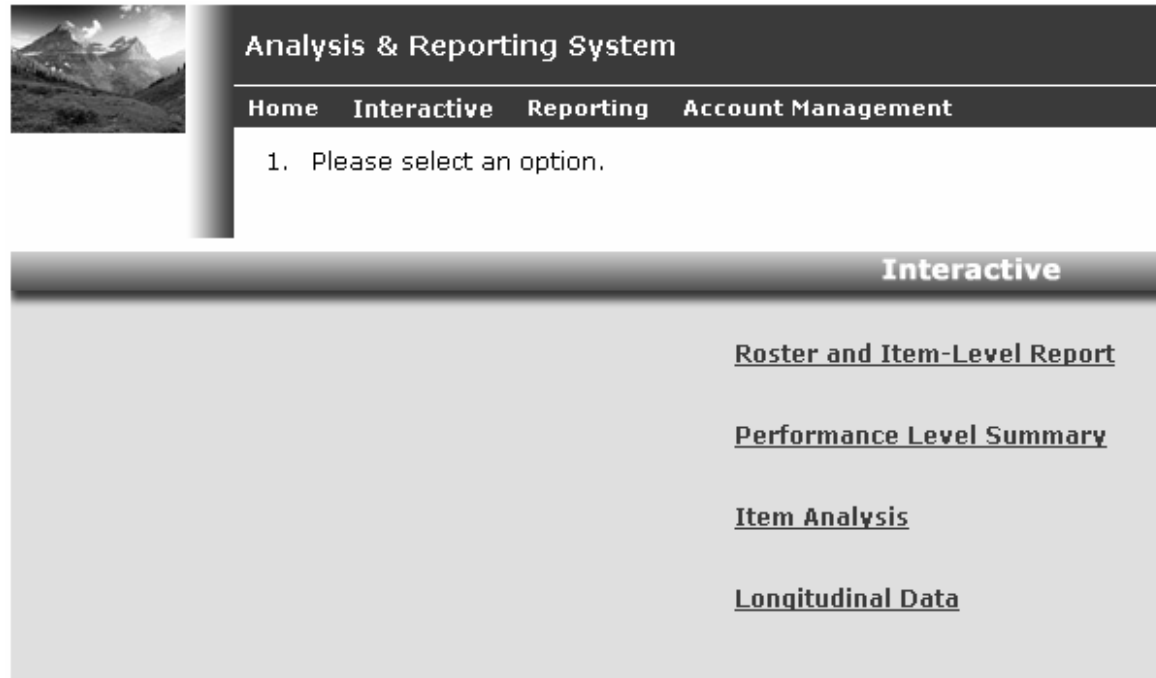 Analysis & Reporting System
Home Interactive Reporting Account Management
1. Please select an option.
Interactive
Roster and Item-Level Report
Performance Level Summary
Item Analysis
Longitudinal Data